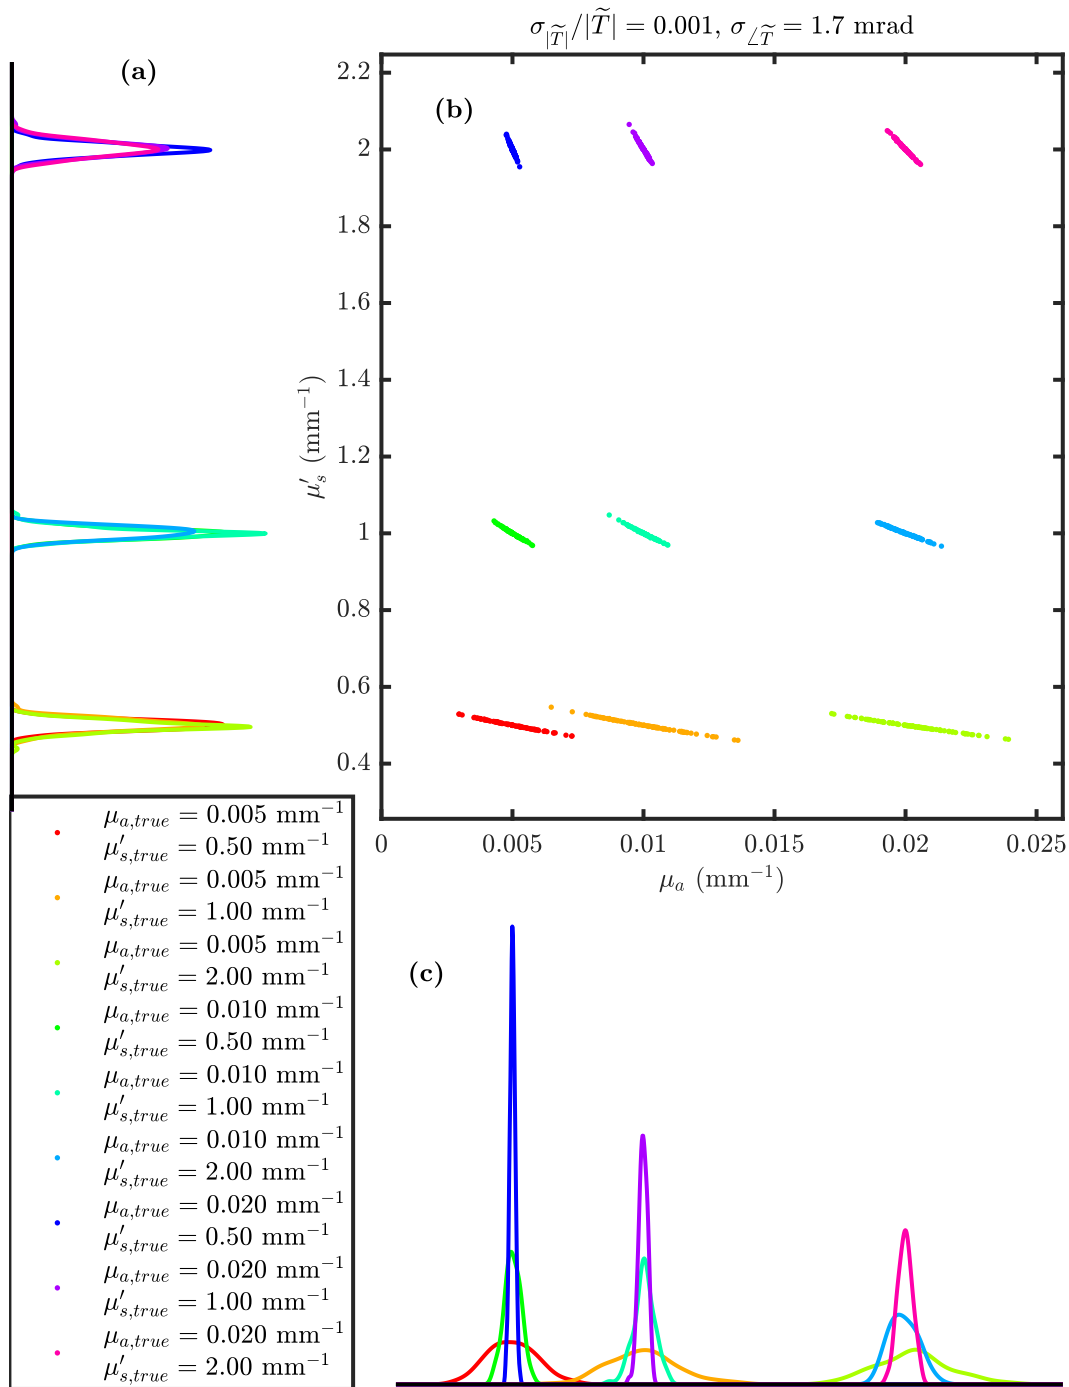 σ_{|T̃|}/|T̃| = 0.001, σ_{∠T̃} = 1.7 mrad
(a)
(b)
2.2
2
1.8
1.6
1.4
1.2
1
0.8
0.6
0.4
μ′_s (mm⁻¹)
0 0.005 0.01 0.015 0.02 0.025
μ_a (mm⁻¹)
(c)
μ_{a,true} = 0.005 mm⁻¹
μ′_{s,true} = 0.50 mm⁻¹
μ_{a,true} = 0.005 mm⁻¹
μ′_{s,true} = 1.00 mm⁻¹
μ_{a,true} = 0.005 mm⁻¹
μ′_{s,true} = 2.00 mm⁻¹
μ_{a,true} = 0.010 mm⁻¹
μ′_{s,true} = 0.50 mm⁻¹
μ_{a,true} = 0.010 mm⁻¹
μ′_{s,true} = 1.00 mm⁻¹
μ_{a,true} = 0.010 mm⁻¹
μ′_{s,true} = 2.00 mm⁻¹
μ_{a,true} = 0.020 mm⁻¹
μ′_{s,true} = 0.50 mm⁻¹
μ_{a,true} = 0.020 mm⁻¹
μ′_{s,true} = 1.00 mm⁻¹
μ_{a,true} = 0.020 mm⁻¹
μ′_{s,true} = 2.00 mm⁻¹